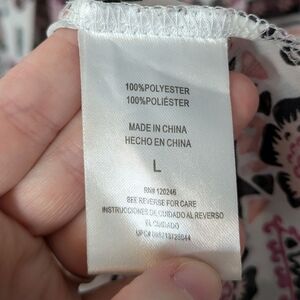 100%POLYESTER
100%POLIÉSTER
MADE IN CHINA
HECHO EN CHINA
L
RN# 120246
SEE REVERSE FOR CARE
INSTRUCCIONES DE CUIDADO AL REVERSO
EL CUIDADO
UPC#